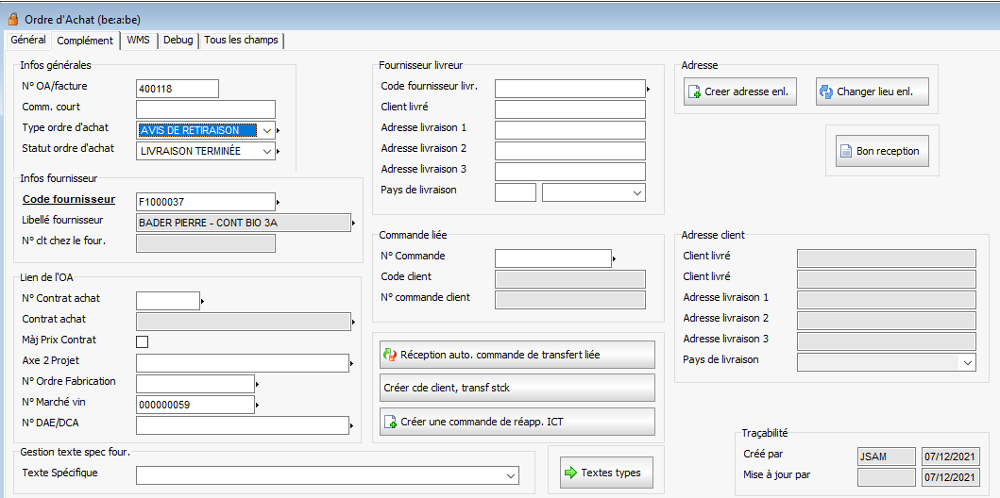 Ordre d'Achat (be:a:be)
Général Complément WMS Debug Tous les champs
Infos générales
N° OA/facture 400118
Comm. court
Type ordre d'achat AVIS DE RETIRAISON
Statut ordre d'achat LIVRAISON TERMINÉE
Infos fournisseur
Code fournisseur F1000037
Libellé fournisseur BADER PIERRE - CONT BIO 3A
N° clt chez le four.
Lien de l'OA
N° Contrat achat
Contrat achat
Màj Prix Contrat
Axe 2 Projet
N° Ordre Fabrication
N° Marché vin 000000059
N° DAE/DCA
Gestion texte spec four.
Texte Spécifique
Fournisseur livreur
Code fournisseur livr.
Client livré
Adresse livraison 1
Adresse livraison 2
Adresse livraison 3
Pays de livraison
Commande liée
N° Commande
Code client
N° commande client
Réception auto. commande de transfert liée
Créer cde client, transf stck
Créer une commande de réapp. ICT
Textes types
Adresse
Creer adresse enl. Changer lieu enl.
Bon reception
Adresse client
Client livré
Client livré
Adresse livraison 1
Adresse livraison 2
Adresse livraison 3
Pays de livraison
Traçabilité
Créé par JSAM 07/12/2021
Mise à jour par 07/12/2021